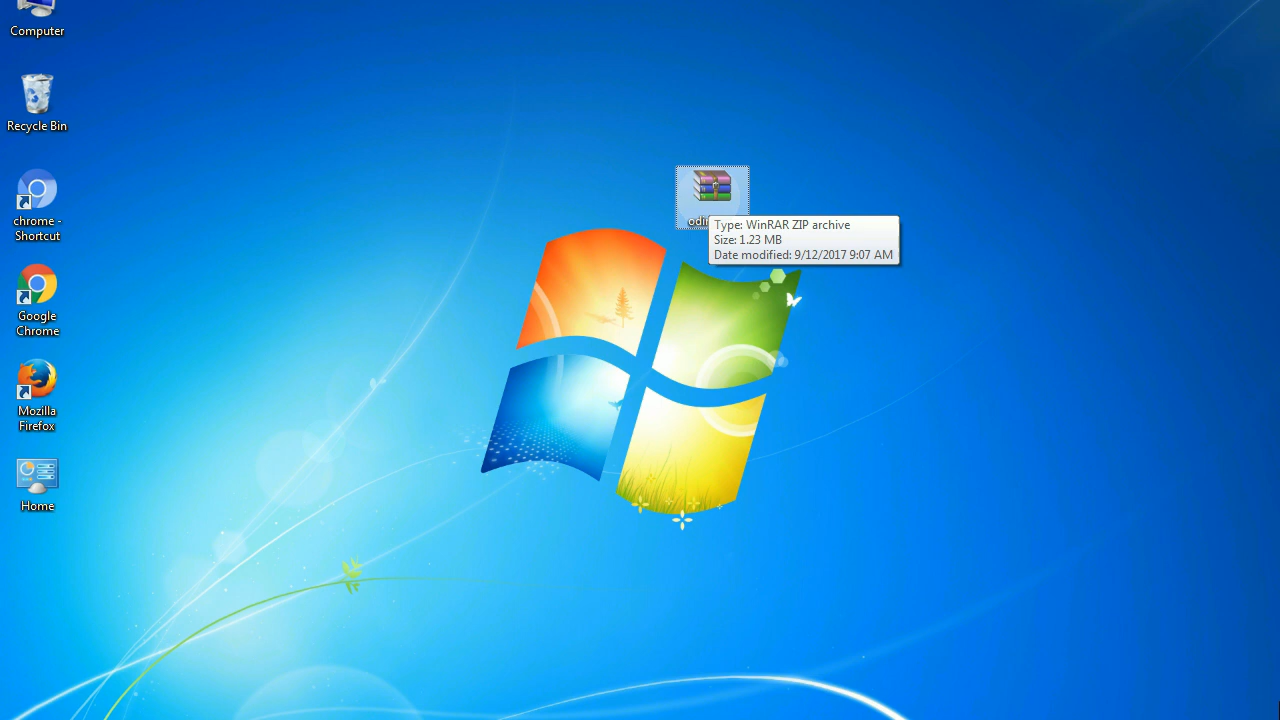 Computer
Recycle Bin
chrome -
Shortcut
Google
Chrome
Mozilla
Firefox
Home
Type: WinRAR ZIP archive
Size: 1.23 MB
Date modified: 9/12/2017 9:07 AM